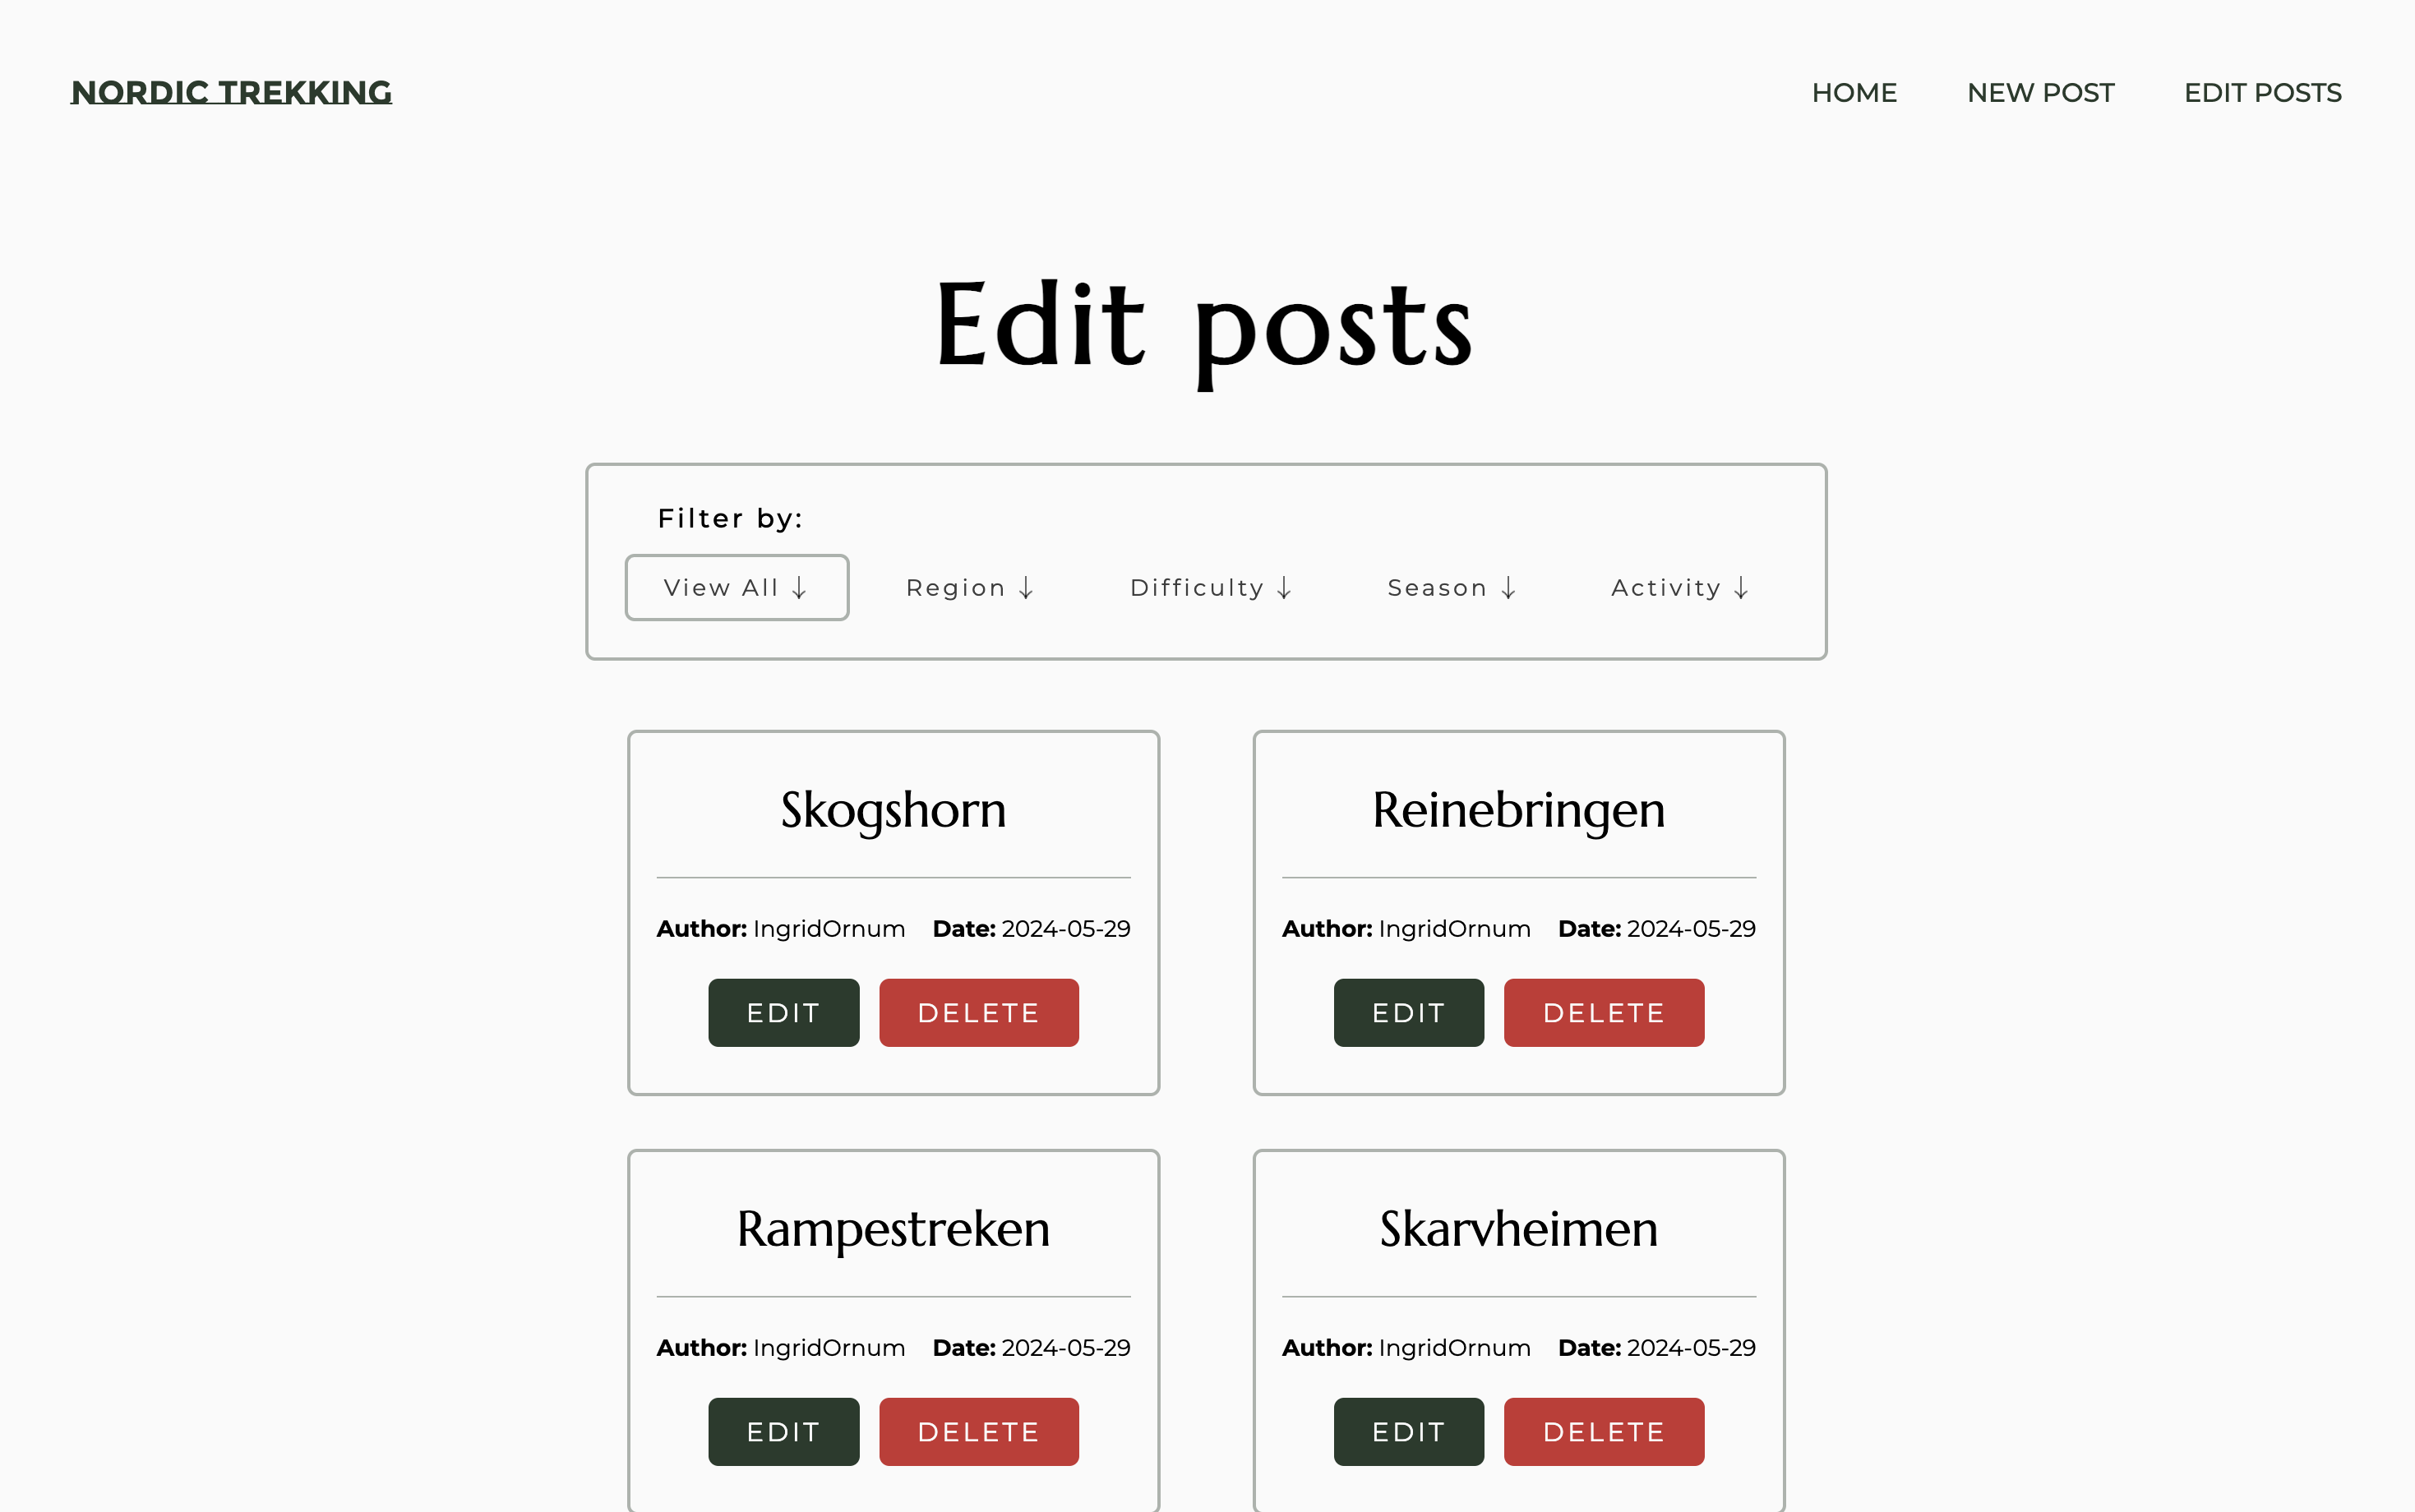 NORDIC TREKKING HOME NEW POST EDIT POSTS
Edit posts
Filter by:
View All ↓ Region ↓ Difficulty ↓ Season ↓ Activity ↓
Skogshorn
Author: IngridOrnum Date: 2024-05-29
EDIT DELETE
Reinebringen
Author: IngridOrnum Date: 2024-05-29
EDIT DELETE
Rampestreken
Author: IngridOrnum Date: 2024-05-29
EDIT DELETE
Skarvheimen
Author: IngridOrnum Date: 2024-05-29
EDIT DELETE